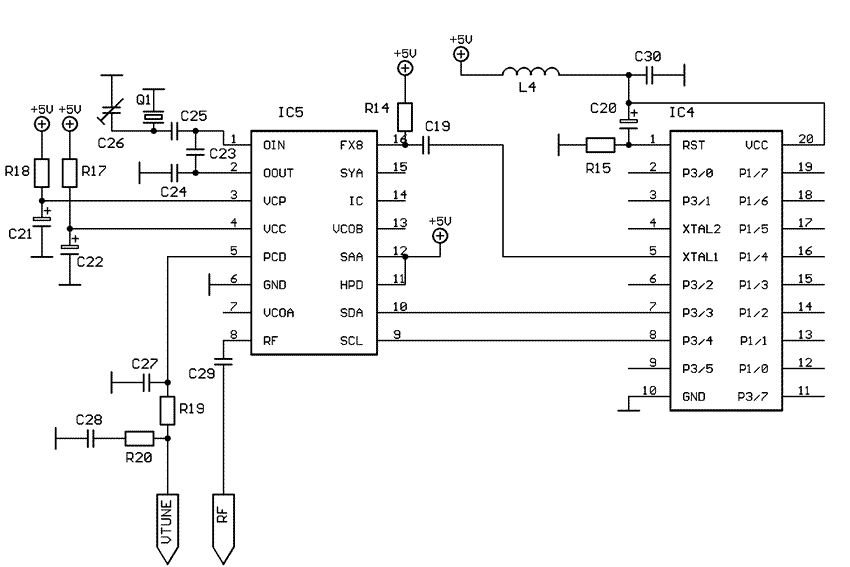 +5V
+5V
C30
L4
Q1
R14
C20
+
IC4
+5V
+5V
C25
IC5
C26
C23
C19
R15
R18
R17
C24
C21
+
C22
+
+5V
1 OIN FX8 16
2 OOUT SYA 15
3 VCP IC 14
4 VCC VCOB 13
5 PCD SAA 12
6 GND HPD 11
7 VCOA SDA 10
8 RF SCL 9
1 RST VCC 20
2 P3/0 P1/7 19
3 P3/1 P1/6 18
4 XTAL2 P1/5 17
5 XTAL1 P1/4 16
6 P3/2 P1/3 15
7 P3/3 P1/2 14
8 P3/4 P1/1 13
9 P3/5 P1/0 12
10 GND P3/7 11
C27
C29
R19
C28
R20
VTUNE
RF